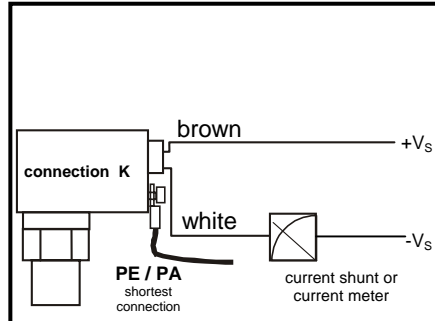 brown
+Vs
connection K
white
-Vs
PE / PA
shortest
connection
current shunt or
current meter